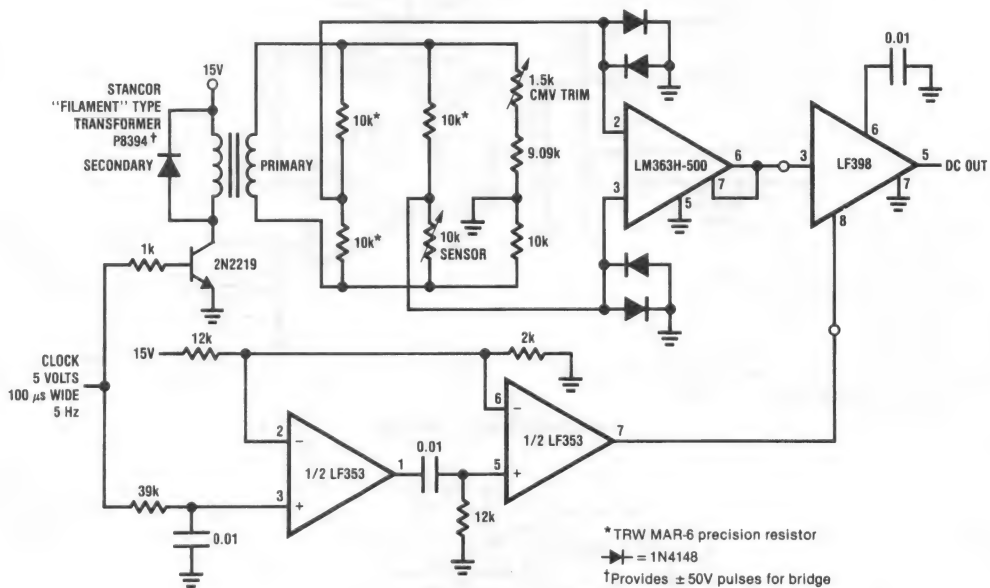 15V
STANCOR
"FILAMENT" TYPE
TRANSFORMER
P8394†
SECONDARY
PRIMARY
10k*
10k*
1.5k
CMV TRIM
9.09k
10k*
10k
SENSOR
10k
2
3
LM363H-500
6
7
5
0.01
6
3
LF398
5
DC OUT
7
8
1k
2N2219
CLOCK
5 VOLTS
100 µs WIDE
5 Hz
15V
12k
2k
2
−
1/2 LF353
3
+
1
0.01
6
−
1/2 LF353
5
+
7
12k
39k
0.01
*TRW MAR-6 precision resistor
= 1N4148
†Provides ±50V pulses for bridge